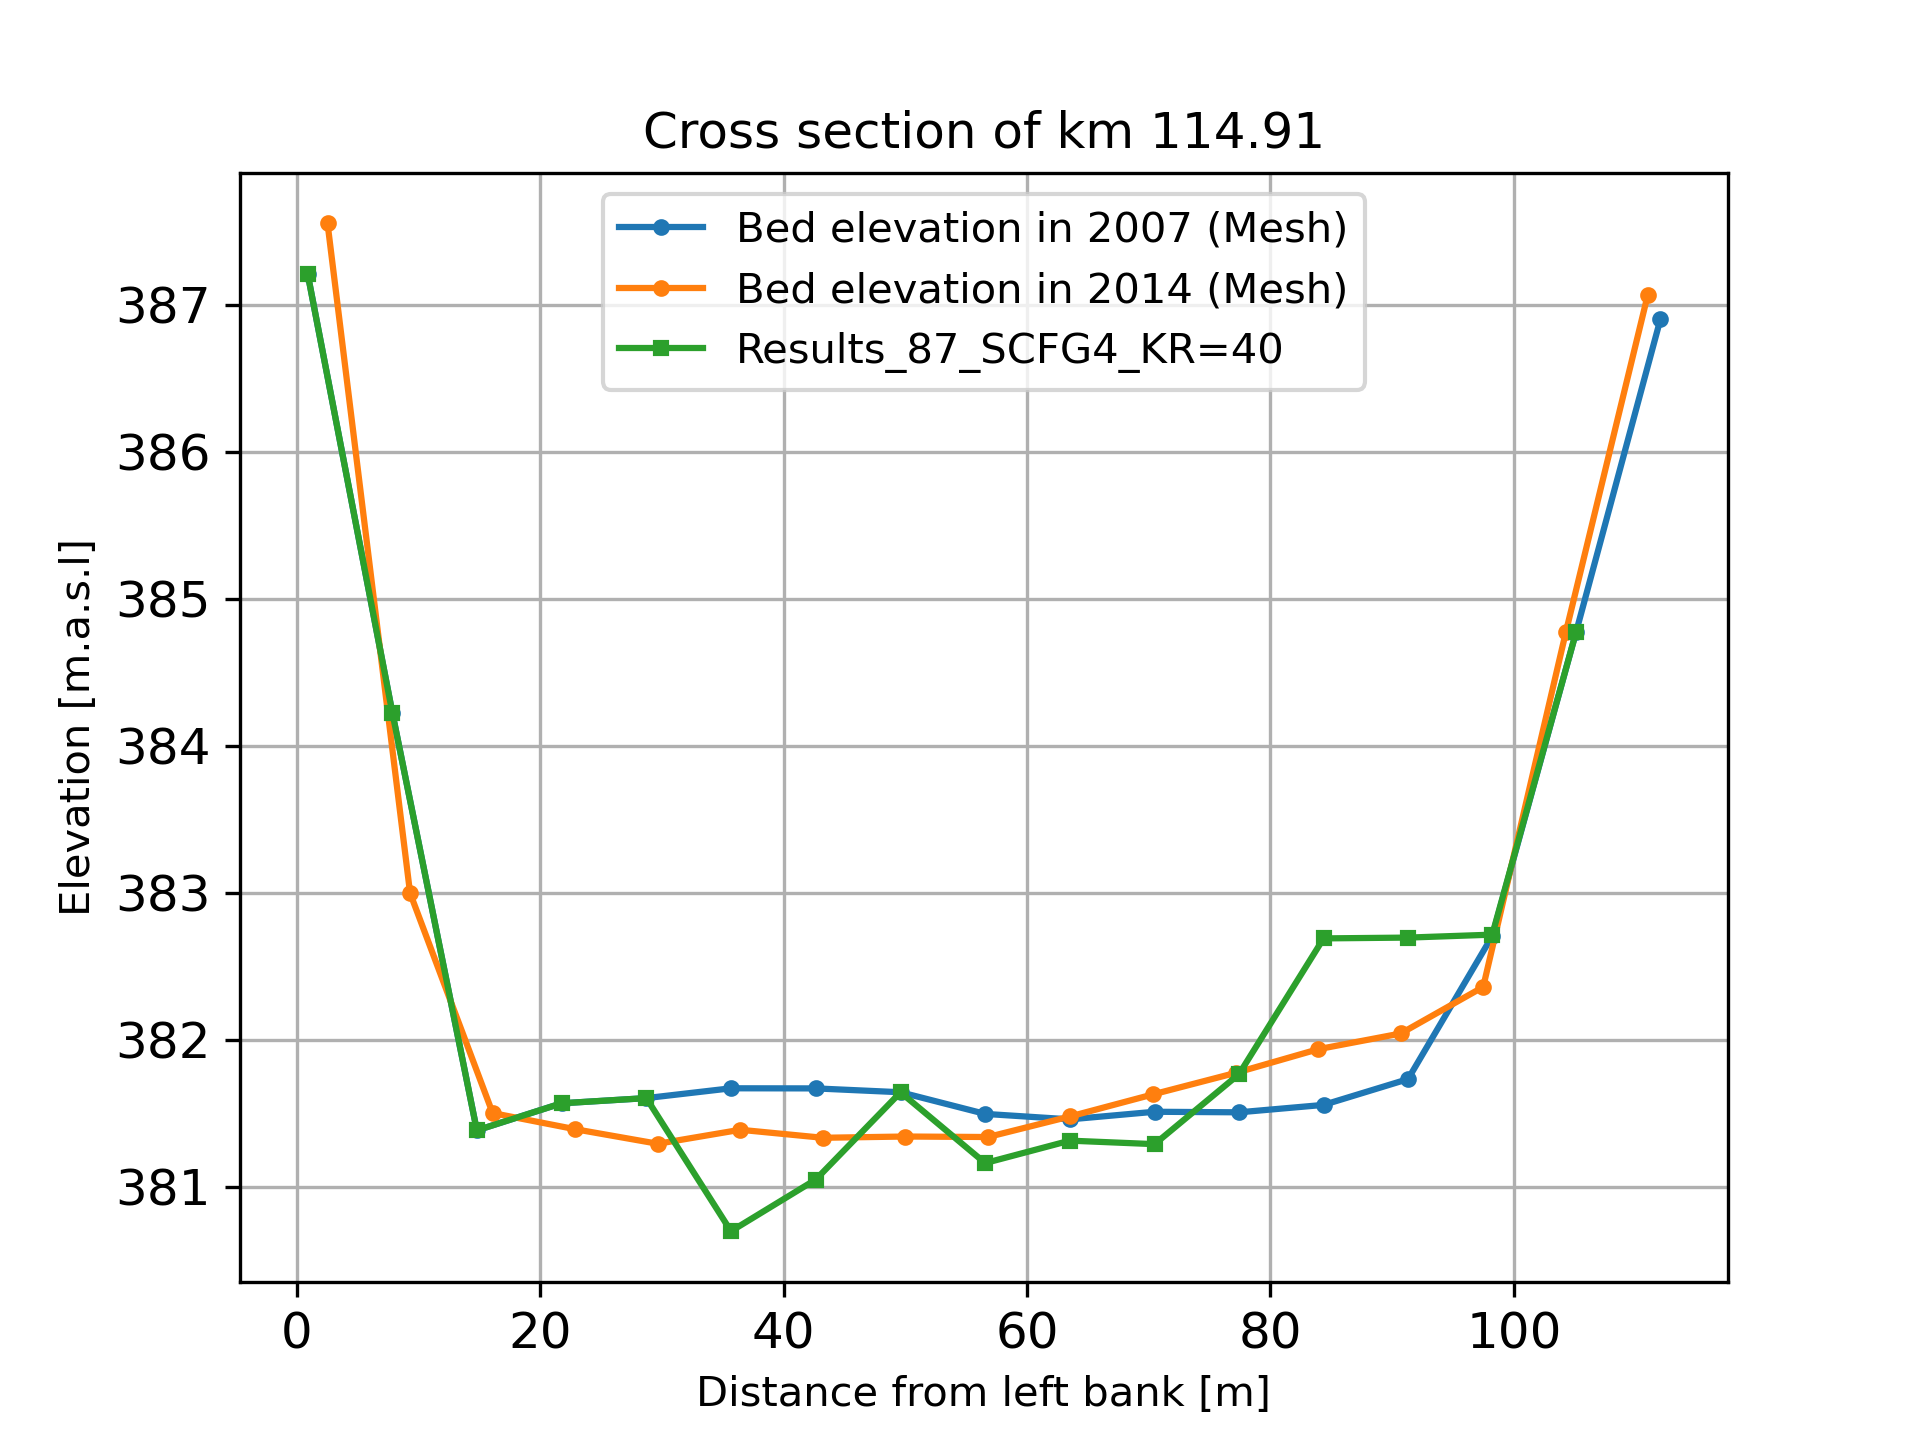 Cross section of km 114.91
Bed elevation in 2007 (Mesh)
Bed elevation in 2014 (Mesh)
Results_87_SCFG4_KR=40
Elevation [m.a.s.l]
387
386
385
384
383
382
381
0 20 40 60 80 100
Distance from left bank [m]